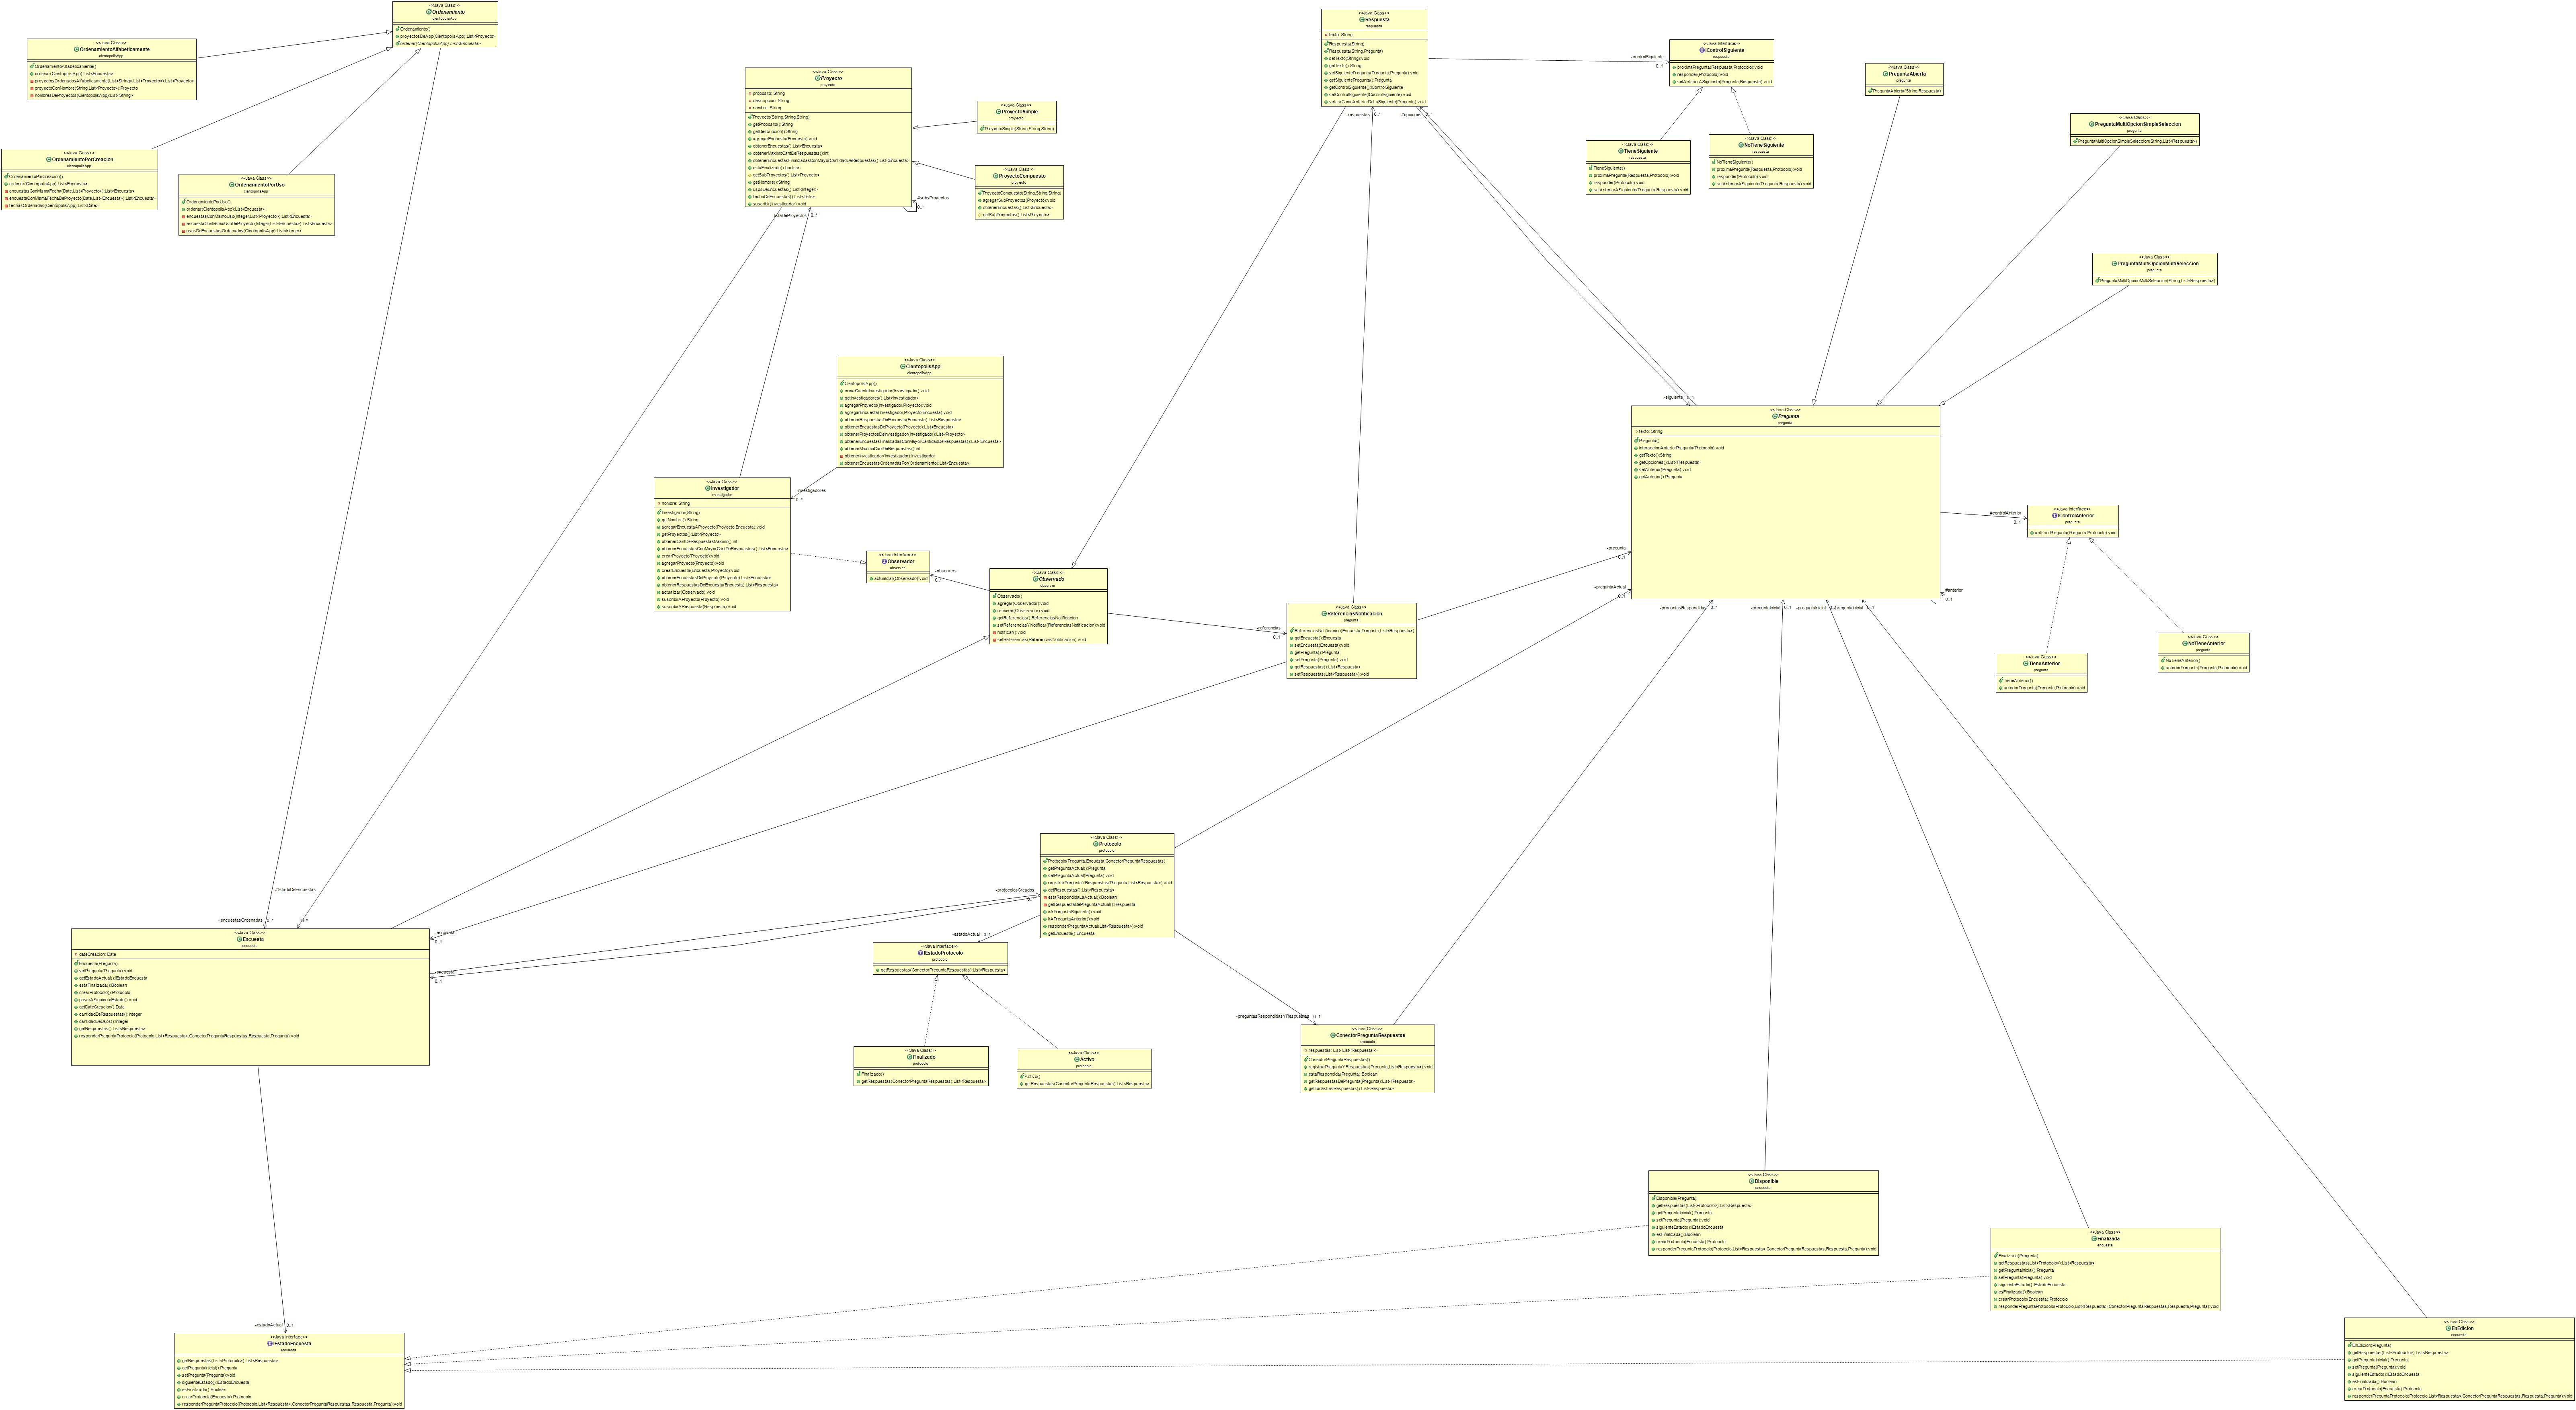 <<Java Class>>
Ordenamiento
cientopolisApp
Ordenamiento()
proyectosDeApp(CientopolisApp):List<Proyecto>
ordenar(CientopolisApp):List<Encuesta>
<<Java Class>>
OrdenamientoAlfabeticamente
cientopolisApp
OrdenamientoAlfabeticamente()
ordenar(CientopolisApp):List<Encuesta>
proyectosOrdenadosAlfabeticamente(List<String>,List<Proyecto>):List<Proyecto>
proyectoConNombre(String,List<Proyecto>):Proyecto
nombresDeProyectos(CientopolisApp):List<String>
<<Java Class>>
OrdenamientoPorCreacion
cientopolisApp
OrdenamientoPorCreacion()
ordenar(CientopolisApp):List<Encuesta>
encuestasConMismaFecha(Date,List<Proyecto>):List<Encuesta>
encuestaConMismaFechaDeProyecto(Date,List<Encuesta>):List<Encuesta>
fechasOrdenadas(CientopolisApp):List<Date>
<<Java Class>>
OrdenamientoPorUso
cientopolisApp
OrdenamientoPorUso()
ordenar(CientopolisApp):List<Encuesta>
encuestasConMismoUso(Integer,List<Proyecto>):List<Encuesta>
encuestaConMismoUsoDeProyecto(Integer,List<Encuesta>):List<Encuesta>
usosDeEncuestasOrdenados(CientopolisApp):List<Integer>
<<Java Class>>
Proyecto
proyecto
proposito: String
descripcion: String
nombre: String
Proyecto(String,String,String)
getProposito():String
getDescripcion():String
agregarEncuesta(Encuesta):void
obtenerEncuestas():List<Encuesta>
obtenerMaximoCantDeRespuestas():int
obtenerEncuestasFinalizadasConMayorCantidadDeRespuestas():List<Encuesta>
estaFinalizado():boolean
getSubProyectos():List<Proyecto>
getNombre():String
usosDeEncuestas():List<Integer>
fechaDeEncuestas():List<Date>
suscribir(Investigador):void
<<Java Class>>
ProyectoSimple
proyecto
ProyectoSimple(String,String,String)
<<Java Class>>
ProyectoCompuesto
proyecto
ProyectoCompuesto(String,String,String)
agregarSubProyectos(Proyecto):void
obtenerEncuestas():List<Encuesta>
getSubProyectos():List<Proyecto>
#subsProyectos
0..*
0..*
<<Java Class>>
Respuesta
respuesta
texto: String
Respuesta(String)
Respuesta(String,Pregunta)
setTexto(String):void
getTexto():String
setSiguientePregunta(Pregunta,Pregunta):void
getSiguientePregunta():Pregunta
getControlSiguiente():IControlSiguiente
setControlSiguiente(IControlSiguiente):void
setearComoAnteriorDeLaSiguiente(Pregunta):void
-respuestas 0..*
#opciones 0..*
-controlSiguiente
0..1
<<Java Interface>>
IControlSiguiente
respuesta
proximaPregunta(Respuesta,Protocolo):void
responder(Protocolo):void
setAnteriorASiguiente(Pregunta,Respuesta):void
<<Java Class>>
TieneSiguiente
respuesta
TieneSiguiente()
proximaPregunta(Respuesta,Protocolo):void
responder(Protocolo):void
setAnteriorASiguiente(Pregunta,Respuesta):void
<<Java Class>>
NoTieneSiguiente
respuesta
NoTieneSiguiente()
proximaPregunta(Respuesta,Protocolo):void
responder(Protocolo):void
setAnteriorASiguiente(Pregunta,Respuesta):void
<<Java Class>>
PreguntaAbierta
pregunta
PreguntaAbierta(String,Respuesta)
<<Java Class>>
PreguntaMultiOpcionSimpleSeleccion
pregunta
PreguntaMultiOpcionSimpleSeleccion(String,List<Respuesta>)
<<Java Class>>
PreguntaMultiOpcionMultiSeleccion
pregunta
PreguntaMultiOpcionMultiSeleccion(String,List<Respuesta>)
<<Java Class>>
CientopolisApp
cientopolisApp
CientopolisApp()
crearCuentaInvestigador(Investigador):void
getInvestigadores():List<Investigador>
agregarProyecto(Investigador,Proyecto):void
agregarEncuesta(Investigador,Proyecto,Encuesta):void
obtenerRespuestasDeEncuesta(Encuesta):List<Respuesta>
obtenerEncuestasDeProyecto(Proyecto):List<Encuesta>
obtenerProyectosDeInvestigador(Investigador):List<Proyecto>
obtenerEncuestasFinalizadasConMayorCantidadDeRespuestas():List<Encuesta>
obtenerMaximoCantDeRespuestas():int
obtenerInvestigador(Investigador):Investigador
obtenerEncuestasOrdenadasPor(Ordenamiento):List<Encuesta>
-investigadores
0..*
<<Java Class>>
Investigador
investigador
nombre: String
Investigador(String)
getNombre():String
agregarEncuestaAProyecto(Proyecto,Encuesta):void
getProyectos():List<Proyecto>
obtenerCantDeRespuestasMaximo():int
obtenerEncuestasConMayorCantDeRespuestas():List<Encuesta>
crearProyecto(Proyecto):void
agregarProyecto(Proyecto):void
crearEncuesta(Encuesta,Proyecto):void
obtenerEncuestasDeProyecto(Proyecto):List<Encuesta>
obtenerRespuestasDeEncuesta(Encuesta):List<Respuesta>
actualizar(Observado):void
suscribirAProyecto(Proyecto):void
suscribirARespuesta(Respuesta):void
<<Java Interface>>
Observador
observer
actualizar(Observado):void
-observers
0..*
<<Java Class>>
Observado
observer
Observado()
agregar(Observador):void
remover(Observador):void
getReferencias():ReferenciasNotificacion
setReferenciasYNotificar(ReferenciasNotificacion):void
notificar():void
setReferencias(ReferenciasNotificacion):void
-referencias
0..1
<<Java Class>>
ReferenciasNotificacion
pregunta
ReferenciasNotificacion(Encuesta,Pregunta,List<Respuesta>)
getEncuesta():Encuesta
setEncuesta(Encuesta):void
getPregunta():Pregunta
setPregunta(Pregunta):void
getRespuestas():List<Respuesta>
setRespuestas(List<Respuesta>):void
-siguiente 0..1
<<Java Class>>
Pregunta
pregunta
texto: String
Pregunta()
interaccionAnteriorPregunta(Protocolo):void
getTexto():String
getOpciones():List<Respuesta>
setAnterior(Pregunta):void
getAnterior():Pregunta
-pregunta
0..1
-preguntaActual
0..1
#anterior
0..1
-preguntasRespondidas 0..*
-preguntaInicial 0..1
-preguntaInicial
-preguntaInicial 0..1
#controlAnterior
0..1
<<Java Interface>>
IControlAnterior
pregunta
anteriorPregunta(Pregunta,Protocolo):void
<<Java Class>>
TieneAnterior
pregunta
TieneAnterior()
anteriorPregunta(Pregunta,Protocolo):void
<<Java Class>>
NoTieneAnterior
pregunta
NoTieneAnterior()
anteriorPregunta(Pregunta,Protocolo):void
<<Java Class>>
Protocolo
protocolo
Protocolo(Pregunta,Encuesta,ConectorPreguntaRespuestas)
getPreguntaActual():Pregunta
setPreguntaActual(Pregunta):void
registrarPreguntaYRespuestas(Pregunta,List<Respuesta>):void
getRespuestas():List<Respuesta>
estaRespondidaLaActual():Boolean
getRespuestaDePreguntaActual():Respuesta
irAPreguntaSiguiente():void
irAPreguntaAnterior():void
responderPreguntaActual(List<Respuesta>):void
getEncuesta():Encuesta
-protocolosCreados
0..*
-estadoActual 0..1
<<Java Interface>>
IEstadoProtocolo
protocolo
getRespuestas(ConectorPreguntaRespuestas):List<Respuesta>
<<Java Class>>
Finalizado
protocolo
Finalizado()
getRespuestas(ConectorPreguntaRespuestas):List<Respuesta>
<<Java Class>>
Activo
protocolo
Activo()
getRespuestas(ConectorPreguntaRespuestas):List<Respuesta>
-preguntasRespondidasYRespuestas 0..1
<<Java Class>>
ConectorPreguntaRespuestas
protocolo
respuestas: List<List<Respuesta>>
ConectorPreguntaRespuestas()
registrarPreguntaYRespuestas(Pregunta,List<Respuesta>):void
estaRespondida(Pregunta):Boolean
getRespuestasDePregunta(Pregunta):List<Respuesta>
getTodasLasRespuestas():List<Respuesta>
#listadoDeEncuestas
~encuestasOrdenadas 0..*
0..*
<<Java Class>>
Encuesta
encuesta
dateCreacion: Date
Encuesta(Pregunta)
setPregunta(Pregunta):void
getEstadoActual():IEstadoEncuesta
estaFinalizada():Boolean
crearProtocolo():Protocolo
pasarASiguienteEstado():void
getDateCreacion():Date
cantidadDeRespuestas():Integer
cantidadDeUsos():Integer
getRespuestas():List<Respuesta>
responderPreguntaProtocolo(Protocolo,List<Respuesta>,ConectorPreguntaRespuestas,Respuesta,Pregunta):void
-encuesta
0..1
-encuesta
0..1
-estadoActual 0..1
<<Java Interface>>
IEstadoEncuesta
encuesta
getRespuestas(List<Protocolo>):List<Respuesta>
getPreguntaInicial():Pregunta
setPregunta(Pregunta):void
siguienteEstado():IEstadoEncuesta
esFinalizada():Boolean
crearProtocolo(Encuesta):Protocolo
responderPreguntaProtocolo(Protocolo,List<Respuesta>,ConectorPreguntaRespuestas,Respuesta,Pregunta):void
<<Java Class>>
Disponible
encuesta
Disponible(Pregunta)
getRespuestas(List<Protocolo>):List<Respuesta>
getPreguntaInicial():Pregunta
setPregunta(Pregunta):void
siguienteEstado():IEstadoEncuesta
esFinalizada():Boolean
crearProtocolo(Encuesta):Protocolo
responderPreguntaProtocolo(Protocolo,List<Respuesta>,ConectorPreguntaRespuestas,Respuesta,Pregunta):void
<<Java Class>>
Finalizada
encuesta
Finalizada(Pregunta)
getRespuestas(List<Protocolo>):List<Respuesta>
getPreguntaInicial():Pregunta
setPregunta(Pregunta):void
siguienteEstado():IEstadoEncuesta
esFinalizada():Boolean
crearProtocolo(Encuesta):Protocolo
responderPreguntaProtocolo(Protocolo,List<Respuesta>,ConectorPreguntaRespuestas,Respuesta,Pregunta):void
<<Java Class>>
EnEdicion
encuesta
EnEdicion(Pregunta)
getRespuestas(List<Protocolo>):List<Respuesta>
getPreguntaInicial():Pregunta
setPregunta(Pregunta):void
siguienteEstado():IEstadoEncuesta
esFinalizada():Boolean
crearProtocolo(Encuesta):Protocolo
responderPreguntaProtocolo(Protocolo,List<Respuesta>,ConectorPreguntaRespuestas,Respuesta,Pregunta):void